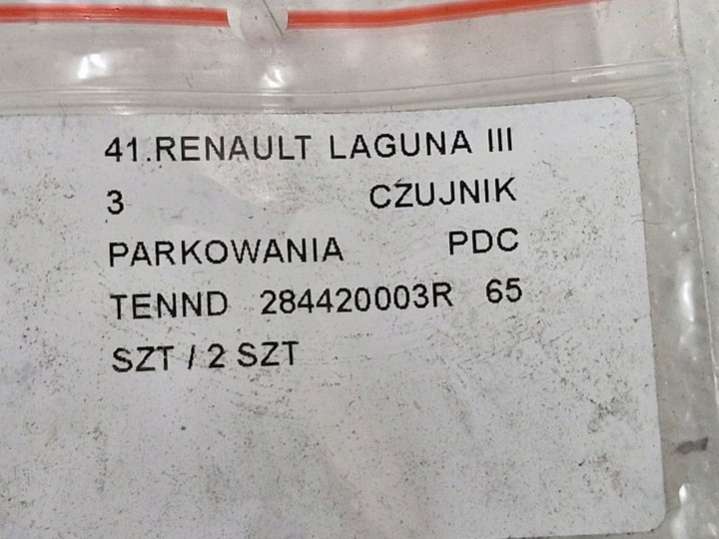 41.RENAULT LAGUNA III
3 CZUJNIK
PARKOWANIA PDC
TENND 284420003R 65
SZT / 2 SZT